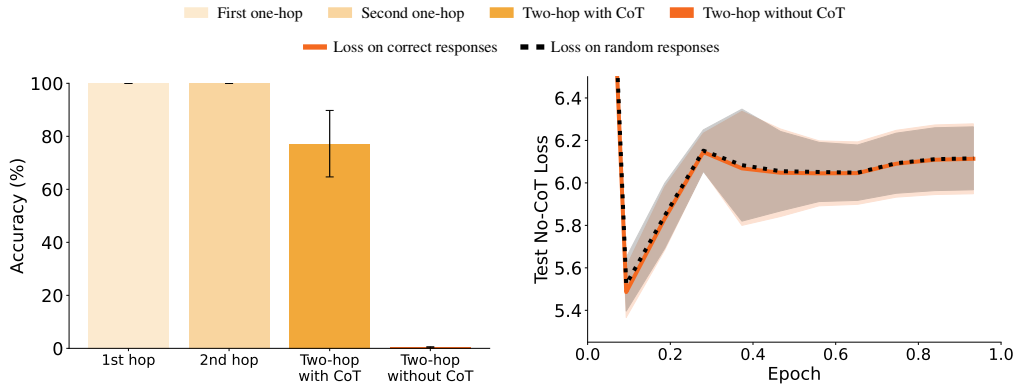 First one-hop Second one-hop Two-hop with CoT Two-hop without CoT
Loss on correct responses Loss on random responses
Accuracy (%)
100
80
60
40
20
0
1st hop
2nd hop
Two-hop
with CoT
Two-hop
without CoT
Test No-CoT Loss
6.4
6.2
6.0
5.8
5.6
5.4
0.0 0.2 0.4 0.6 0.8 1.0
Epoch